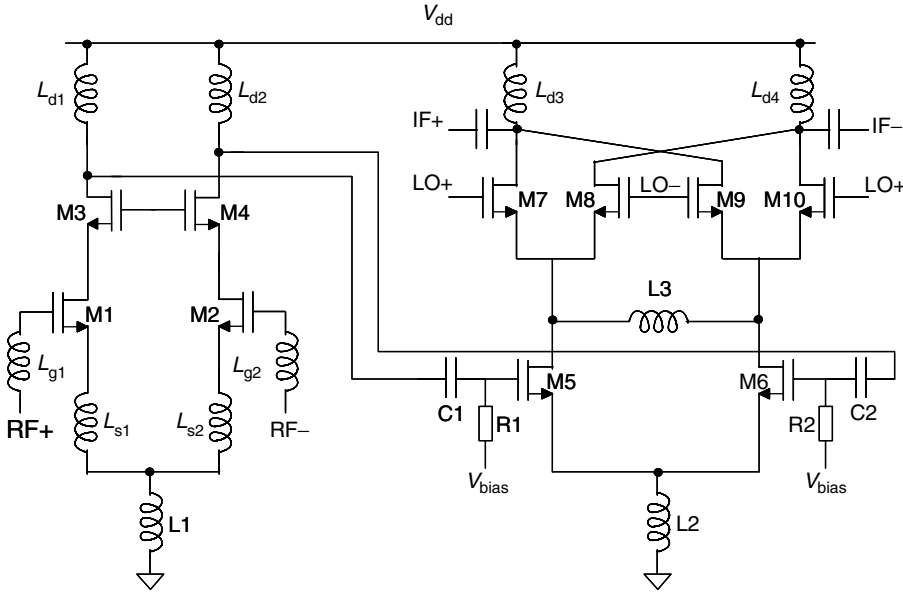 Vdd
Ld1
Ld2
Ld3
Ld4
IF+
IF−
LO+
LO−
LO+
M3
M4
M7
M8
M9
M10
M1
M2
L3
Lg1
Lg2
M5
M6
C1
C2
RF+
Ls1
Ls2
RF−
R1
R2
Vbias
Vbias
L1
L2